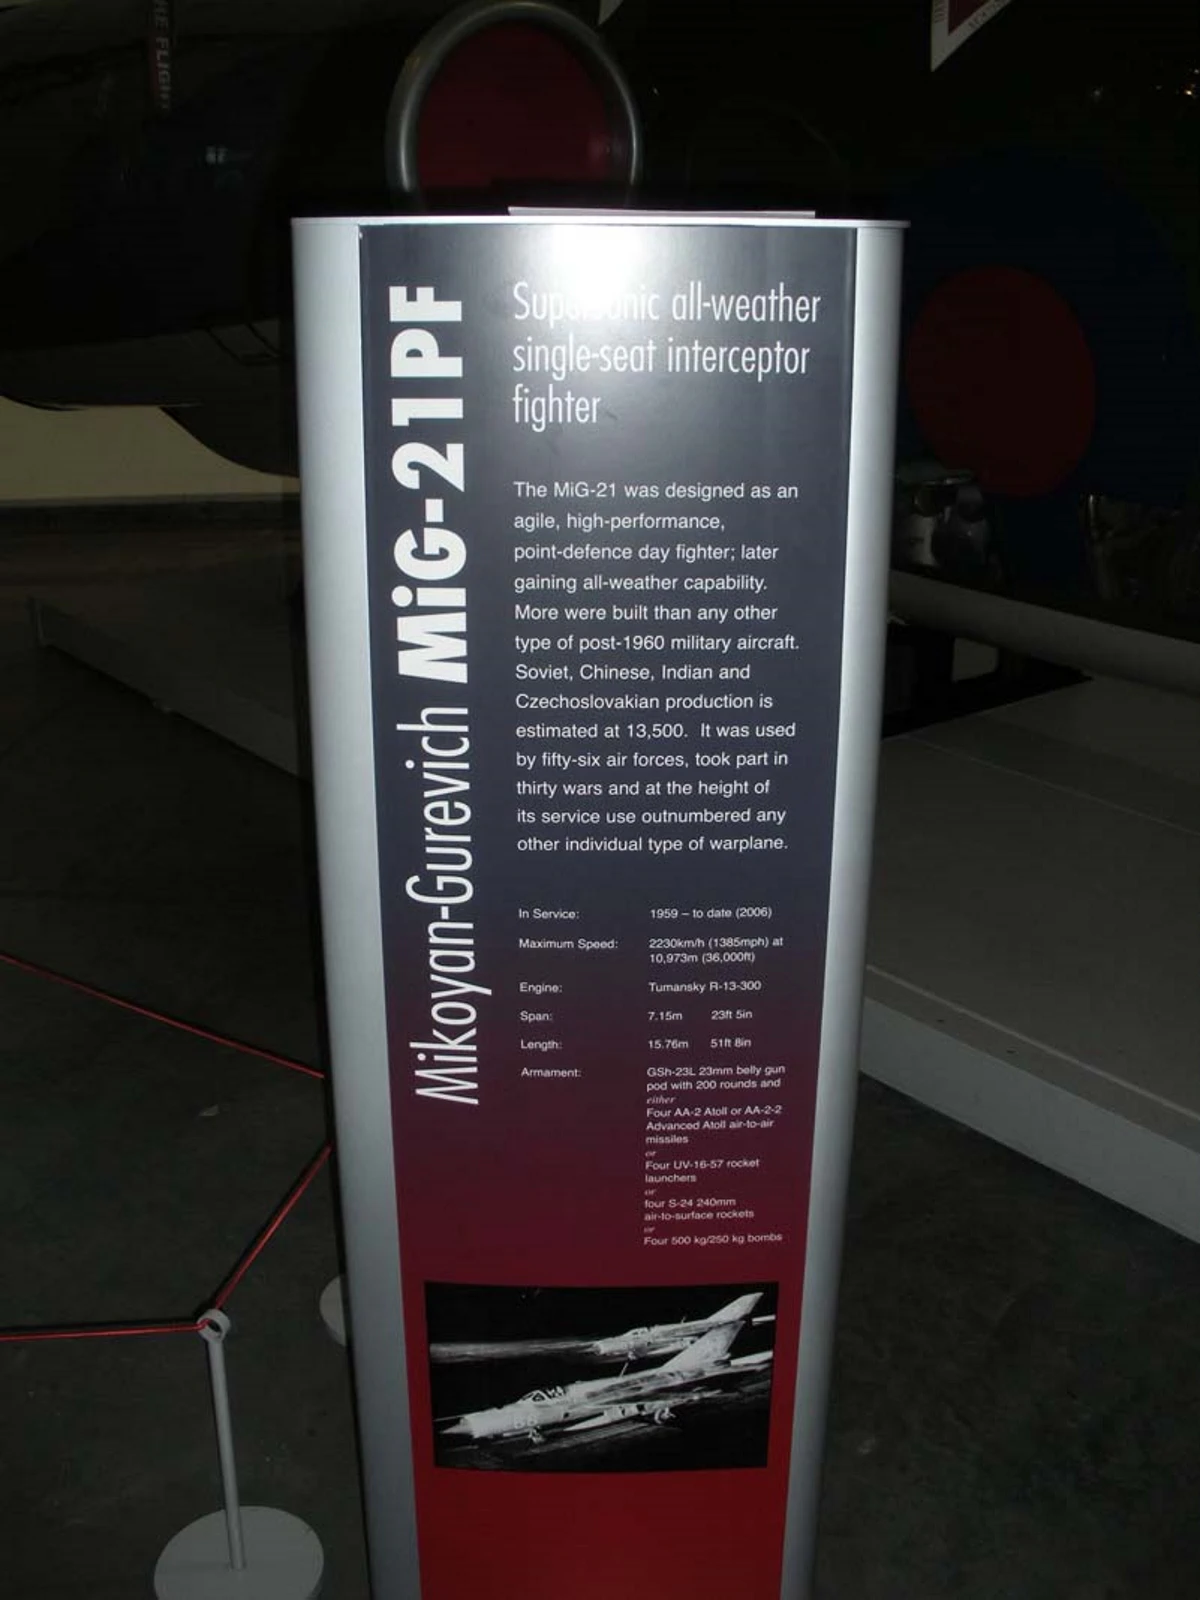 Mikoyan-Gurevich MiG-21PF
all-weather
single-seat interceptor
fighter
The MiG-21 was designed as an
agile, high-performance,
point-defence day fighter; later
gaining all-weather capability.
More were built than any other
type of post-1960 military aircraft.
Soviet, Chinese, Indian and
Czechoslovakian production is
estimated at 13,500. It was used
by fifty-six air forces, took part in
thirty wars and at the height of
its service use outnumbered any
other individual type of warplane.
In Service: 1959 – to date (2006)
Maximum Speed: 2230km/h (1385mph) at
10,973m (36,000ft)
Engine: Tumansky R-13-300
Span: 7.15m 23ft 5in
Length: 15.76m 51ft 8in
Armament: GSh-23L 23mm belly gun
pod with 200 rounds and
either
Four AA-2 Atoll or AA-2-2
Advanced Atoll air-to-air
missiles
or
Four UV-16-57 rocket
launchers
or
four S-24 240mm
air-to-surface rockets
or
Four 500 kg/250 kg bombs